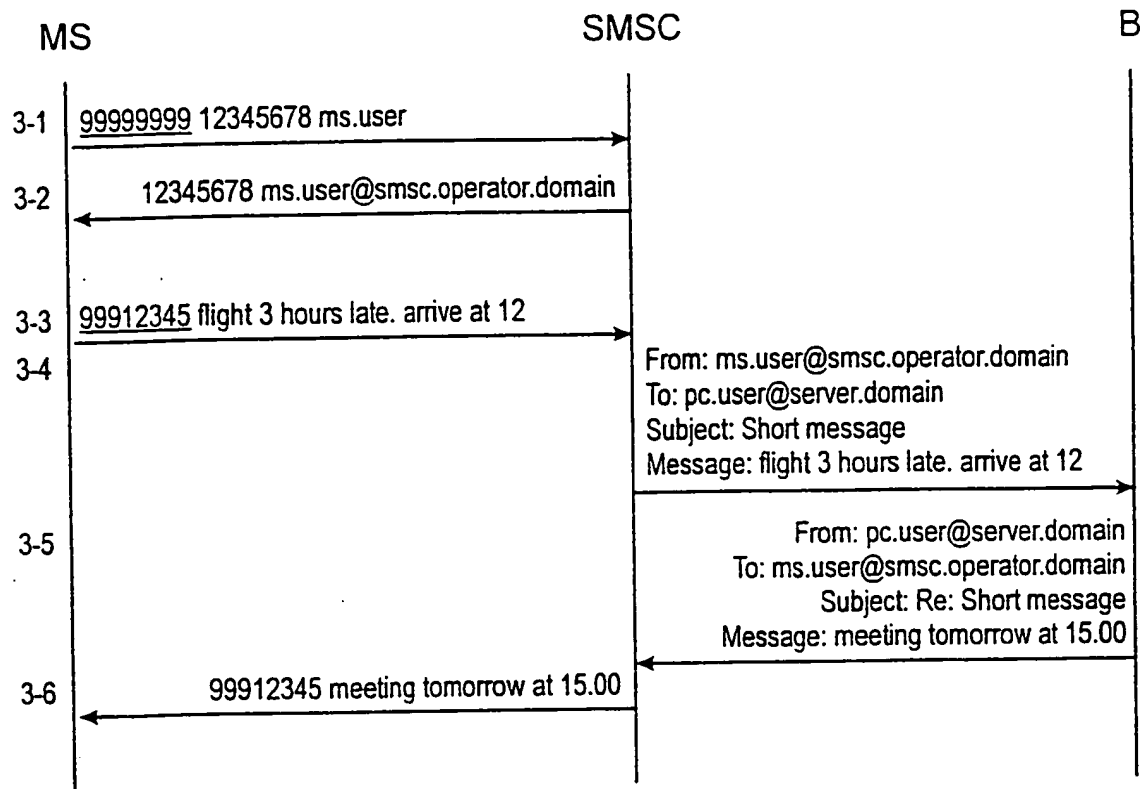 MS SMSC B
3-1 99999999 12345678 ms.user
3-2 12345678 ms.user@smsc.operator.domain
3-3 99912345 flight 3 hours late. arrive at 12
3-4 From: ms.user@smsc.operator.domain
To: pc.user@server.domain
Subject: Short message
Message: flight 3 hours late. arrive at 12
3-5 From: pc.user@server.domain
To: ms.user@smsc.operator.domain
Subject: Re: Short message
Message: meeting tomorrow at 15.00
3-6 99912345 meeting tomorrow at 15.00